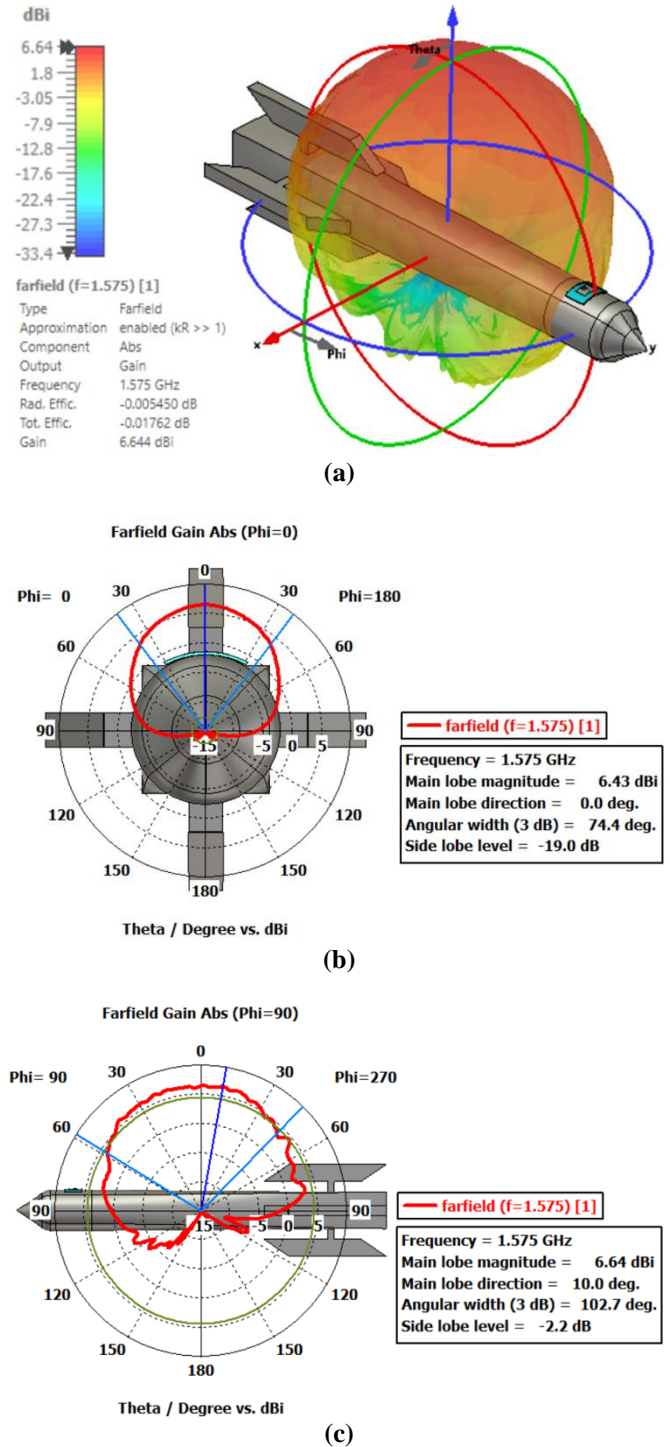 dBi
6.64
1.8
-3.05
-7.9
-12.8
-17.6
-22.4
-27.3
-33.4
Theta
x
Phi
y
farfield (f=1.575) [1]
Type Farfield
Approximation enabled (kR >> 1)
Component Abs
Output Gain
Frequency 1.575 GHz
Rad. Effic. -0.005450 dB
Tot. Effic. -0.01762 dB
Gain 6.644 dBi
(a)
Farfield Gain Abs (Phi=0)
0
30 30
Phi= 0 Phi=180
60 60
90 -15 -5 0 5 90
120 120
150 150
180
Theta / Degree vs. dBi
farfield (f=1.575) [1]
Frequency = 1.575 GHz
Main lobe magnitude = 6.43 dBi
Main lobe direction = 0.0 deg.
Angular width (3 dB) = 74.4 deg.
Side lobe level = -19.0 dB
(b)
Farfield Gain Abs (Phi=90)
0
30 30
Phi= 90 Phi=270
60 60
90 15 -5 0 5 90
120 120
150 150
180
Theta / Degree vs. dBi
farfield (f=1.575) [1]
Frequency = 1.575 GHz
Main lobe magnitude = 6.64 dBi
Main lobe direction = 10.0 deg.
Angular width (3 dB) = 102.7 deg.
Side lobe level = -2.2 dB
(c)